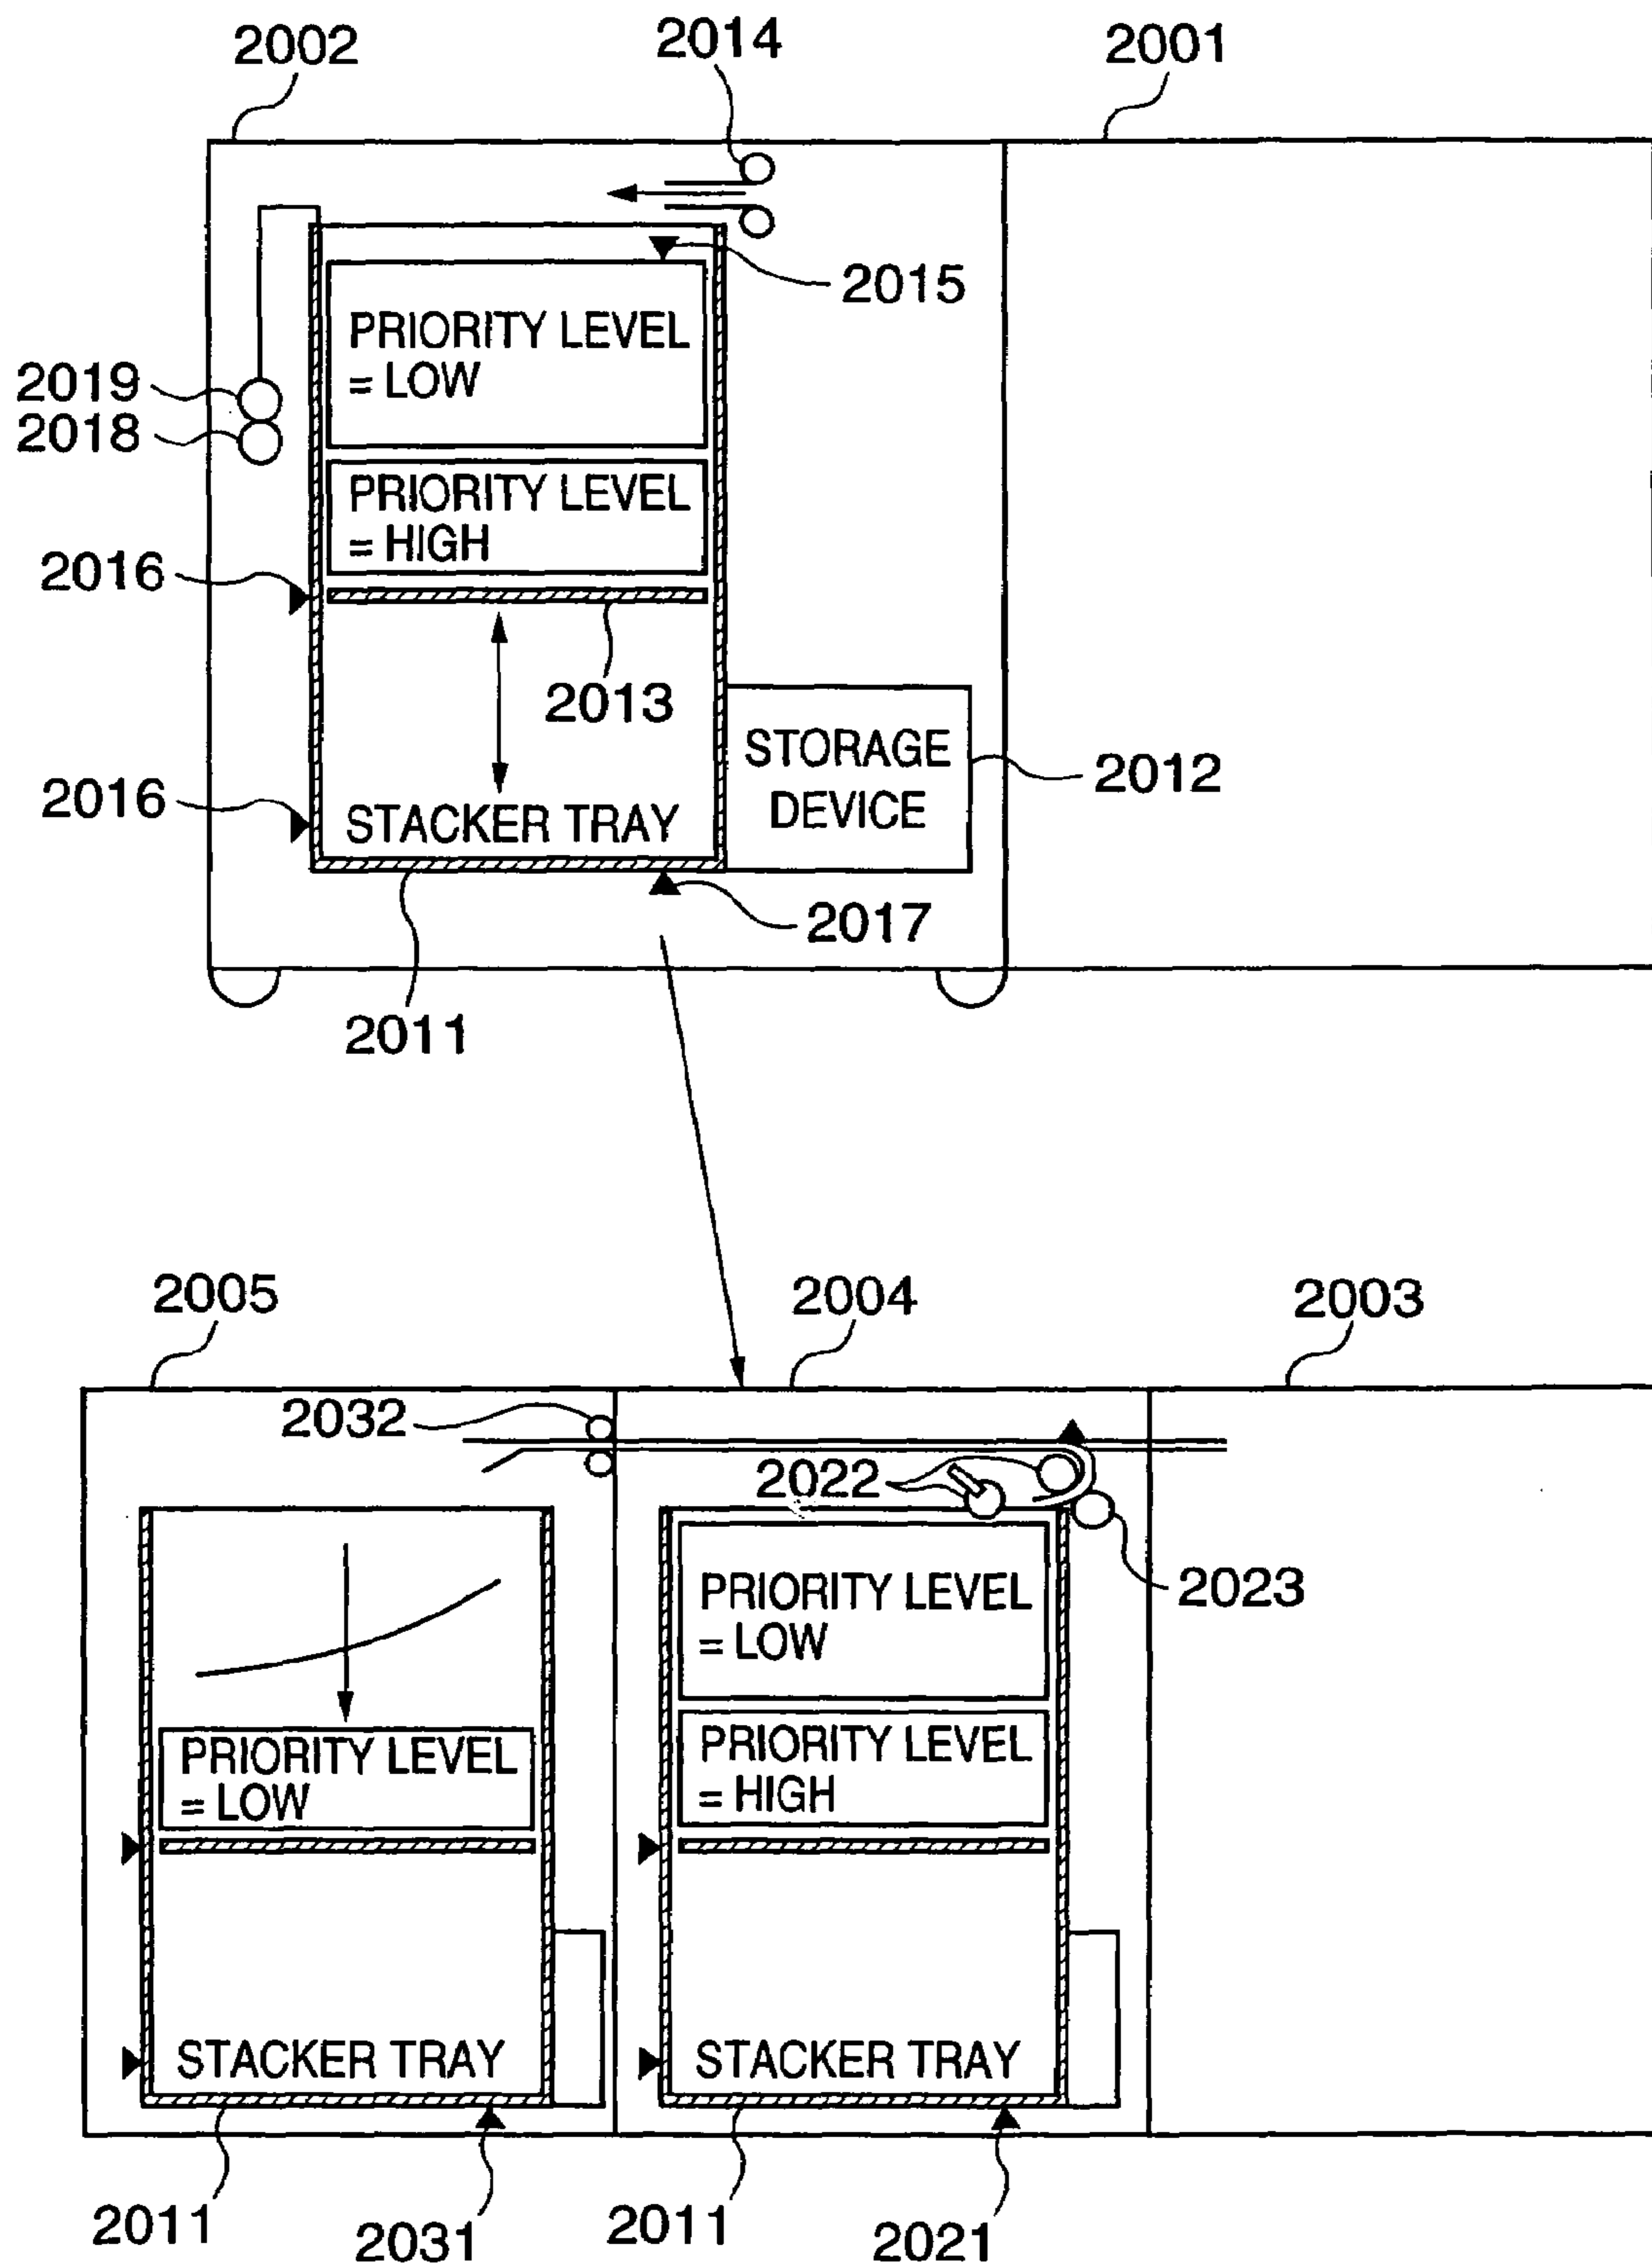 2002
2014
2001
2015
PRIORITY LEVEL
= LOW
2019
2018
PRIORITY LEVEL
= HIGH
2016
2013
STORAGE
DEVICE
2012
2016
STACKER TRAY
2017
2011
2005
2004
2003
2032
2022
2023
PRIORITY LEVEL
= LOW
PRIORITY LEVEL
= LOW
PRIORITY LEVEL
= HIGH
STACKER TRAY
STACKER TRAY
2011
2031
2011
2021